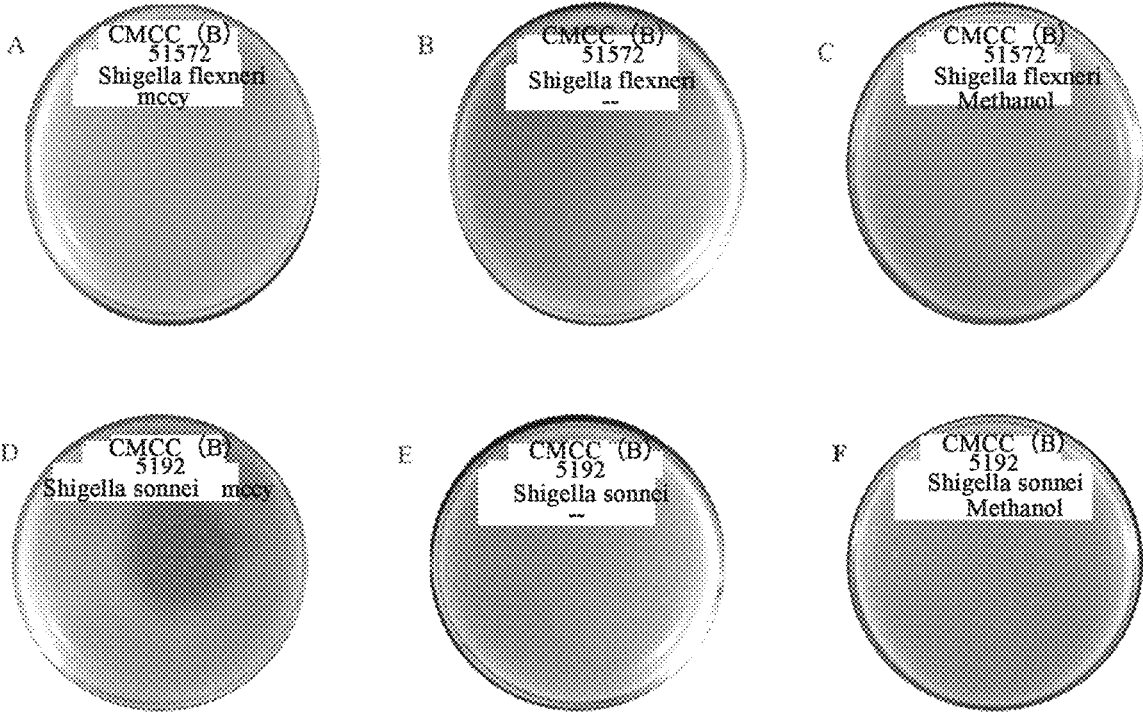 A
CMCC (B)
51572
Shigella flexneri
mccy
B
CMCC (B)
51572
Shigella flexneri
--
C
CMCC (B)
51572
Shigella flexneri
Methanol
D
CMCC (B)
5192
Shigella sonnei mccy
E
CMCC (B)
5192
Shigella sonnei
--
F
CMCC (B)
5192
Shigella sonnei
Methanol